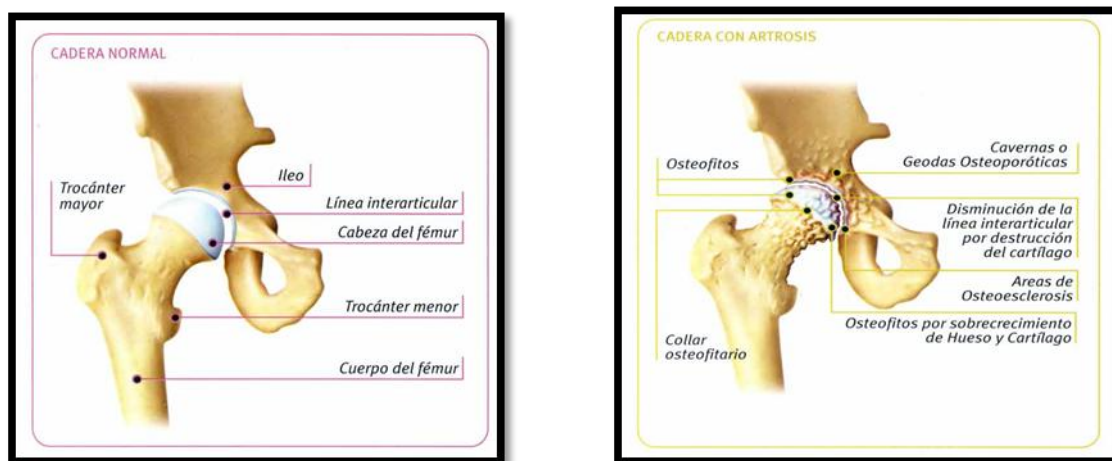 CADERA NORMAL
Ileo
Trocánter
mayor
Línea interarticular
Cabeza del fémur
Trocánter menor
Cuerpo del fémur
CADERA CON ARTROSIS
Osteofitos
Cavernas o
Geodas Osteoporóticas
Disminución de la
línea interarticular
por destrucción
del cartílago
Areas de
Osteoesclerosis
Osteofitos por sobrecrecimiento
de Hueso y Cartílago
Collar
osteofitario